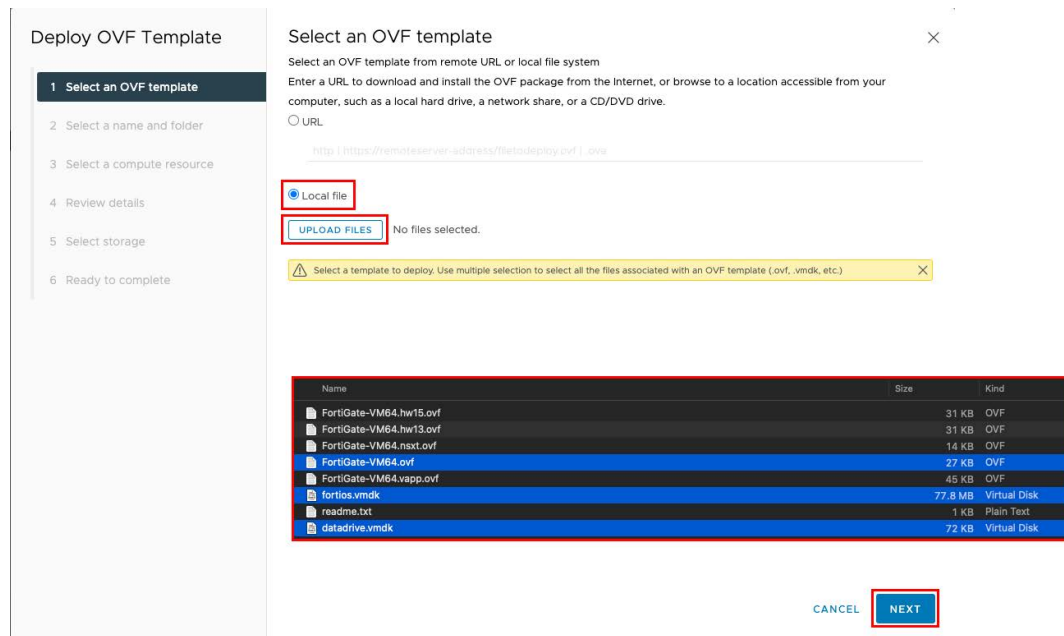 Deploy OVF Template
1 Select an OVF template
2 Select a name and folder
3 Select a compute resource
4 Review details
5 Select storage
6 Ready to complete
Select an OVF template
Select an OVF template from remote URL or local file system
Enter a URL to download and install the OVF package from the Internet, or browse to a location accessible from your
computer, such as a local hard drive, a network share, or a CD/DVD drive.
URL
http | https://remoteserver-address/filetodeploy.ovf | .ova
Local file
UPLOAD FILES No files selected.
Select a template to deploy. Use multiple selection to select all the files associated with an OVF template (.ovf, .vmdk, etc.)
Name Size Kind
FortiGate-VM64.hw15.ovf 31 KB OVF
FortiGate-VM64.hw13.ovf 31 KB OVF
FortiGate-VM64.nsxt.ovf 14 KB OVF
FortiGate-VM64.ovf 27 KB OVF
FortiGate-VM64.vapp.ovf 45 KB OVF
fortios.vmdk 77.8 MB Virtual Disk
readme.txt 1 KB Plain Text
datadrive.vmdk 72 KB Virtual Disk
CANCEL NEXT